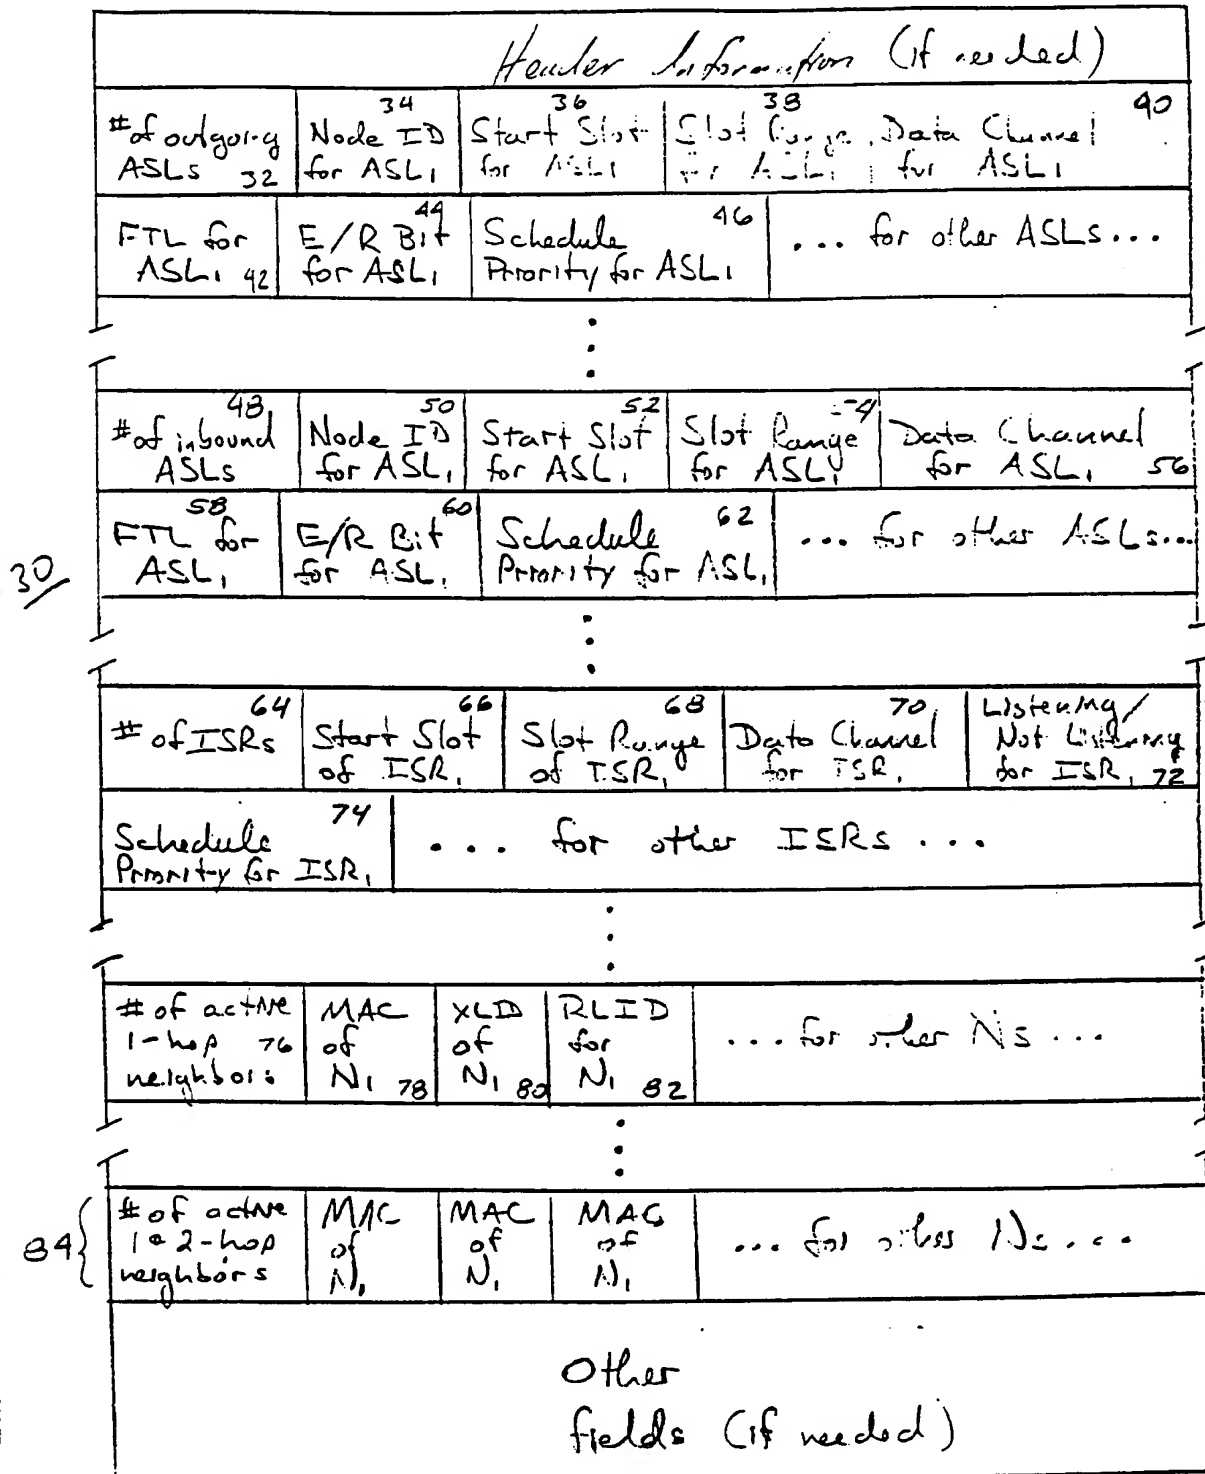 Header Information (if needed)
# of outgoing ASLs 32
34 Node ID for ASL1
36 Start Slot for ASL1
38 Slot Range for ASL1
Data Channel for ASL1 40
FTL for ASL1 42
44 E/R Bit for ASL1
46 Schedule Priority for ASL1
... for other ASLs...
48 # of inbound ASLs
50 Node ID for ASL1
52 Start Slot for ASL1
Slot Range for ASL1
Data Channel for ASL1 56
58 FTL for ASL1
60 E/R Bit for ASL1
62 Schedule Priority for ASL1
... for other ASLs...
30
64 # of ISRs
66 Start Slot of ISR1
68 Slot Range of ISR1
70 Data Channel for ISR1
Listening/ Not Listening for ISR1 72
74 Schedule Priority for ISR1
... for other ISRs ...
# of active 1-hop 76 neighbors
MAC of N1 78
XLID of N1 80
RLID for N1 82
... for other Ns ...
84
# of active 1 & 2-hop neighbors
MAC of N1
MAC of N1
MAC of N1
... for other Ns ...
Other
fields (if needed)